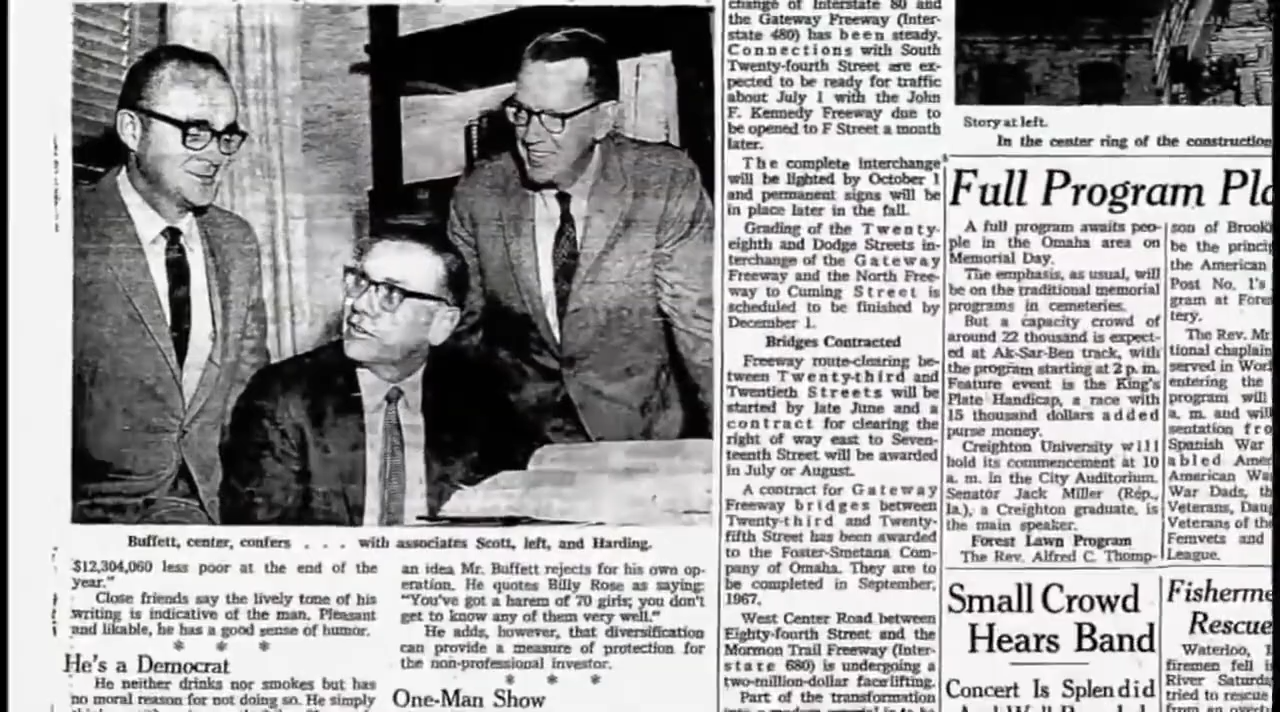 Buffett, center, confers . . . with associates Scott, left, and Harding.
$12,304,060 less poor at the end of the
year."
Close friends say the lively tone of his
writing is indicative of the man. Pleasant
and likable, he has a good sense of humor.
* * *
He's a Democrat
He neither drinks nor smokes but has
no moral reason for not doing so. He simply
an idea Mr. Buffett rejects for his own op-
eration. He quotes Billy Rose as saying:
"You've got a harem of 70 girls; you don't
get to know any of them very well."
He adds, however, that diversification
can provide a measure of protection for
the non-professional investor.
* * *
One-Man Show
change of Interstate 80 and
the Gateway Freeway (Inter-
state 480) has been steady.
Connections with South
Twenty-fourth Street are ex-
pected to be ready for traffic
about July 1 with the John
F. Kennedy Freeway due to
be opened to F Street a month
later.
The complete interchange
will be lighted by October 1
and permanent signs will be
in place later in the fall.
Grading of the Twenty-
eighth and Dodge Streets in-
terchange of the Gateway
Freeway and the North Free-
way to Cuming Street is
scheduled to be finished by
December 1.
Bridges Contracted
Freeway route-clearing be-
tween Twenty-third and
Twentieth Streets will be
started by late June and a
contract for clearing the
right of way east to Seven-
teenth Street will be awarded
in July or August.
A contract for Gateway
Freeway bridges between
Twenty-third and Twenty-
fifth Street has been awarded
to the Foster-Smetana Com-
pany of Omaha. They are to
be completed in September,
1967.
West Center Road between
Eighty-fourth Street and the
Mormon Trail Freeway (Inter-
state 680) is undergoing a
two-million-dollar face lifting.
Part of the transformation
Story at left.
In the center ring of the construction
Full Program Pla
A full program awaits peo-
ple in the Omaha area on
Memorial Day.
The emphasis, as usual, will
be on the traditional memorial
programs in cemeteries.
But a capacity crowd of
around 22 thousand is expect-
ed at Ak-Sar-Ben track, with
the program starting at 2 p. m.
Feature event is the King's
Plate Handicap, a race with
15 thousand dollars added
purse money.
Creighton University will
hold its commencement at 10
a. m. in the City Auditorium.
Senator Jack Miller (Rep.,
Ia.), a Creighton graduate, is
the main speaker.
Forest Lawn Program
The Rev. Alfred C. Thomp-
son of Brook
be the princi
the American
Post No. 1's
gram at Fore
tery.
The Rev. Mr.
tional chaplain
served in Wor
entering the
program will
a. m. and will
sentation fro
Spanish War
abled Amer
American Wa
War Dads, th
Veterans, Dau
Veterans of the
Femvets and
League.
Small Crowd
Hears Band
Concert Is Splendid
Fisherme
Rescue
Waterloo,
firemen fell
River Saturda
tried to rescue